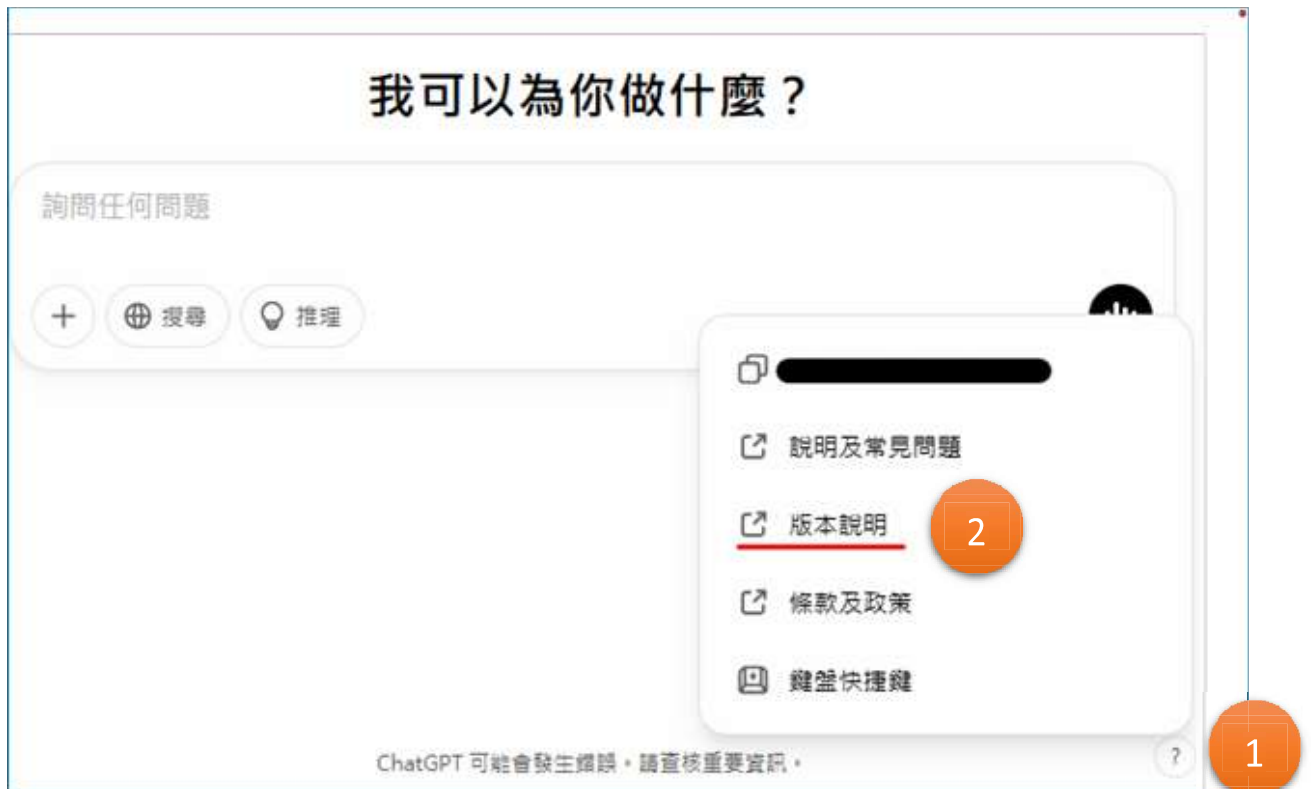 我可以為你做什麼？
詢問任何問題
搜尋
推理
說明及常見問題
版本說明
2
條款及政策
鍵盤快捷鍵
ChatGPT 可能會發生錯誤。請查核重要資訊。
?
1